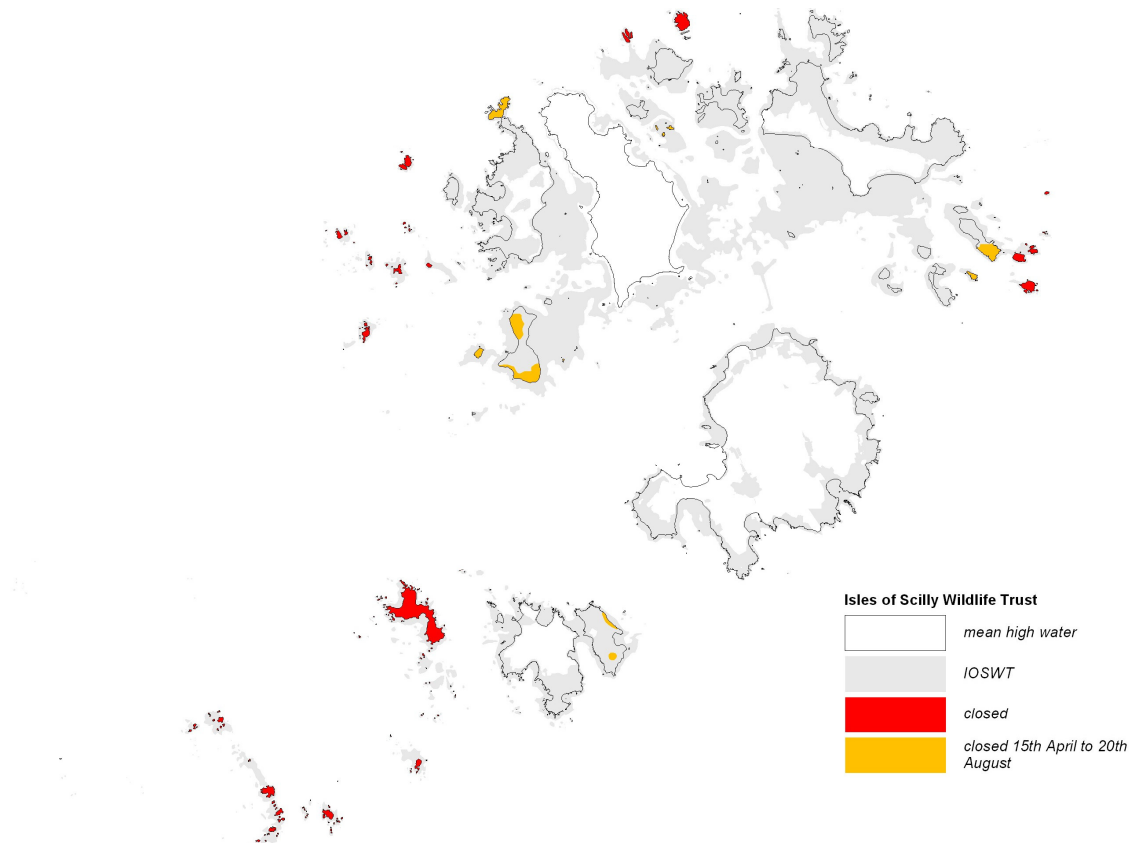 Isles of Scilly Wildlife Trust
mean high water
IOSWT
closed
closed 15th April to 20th
August